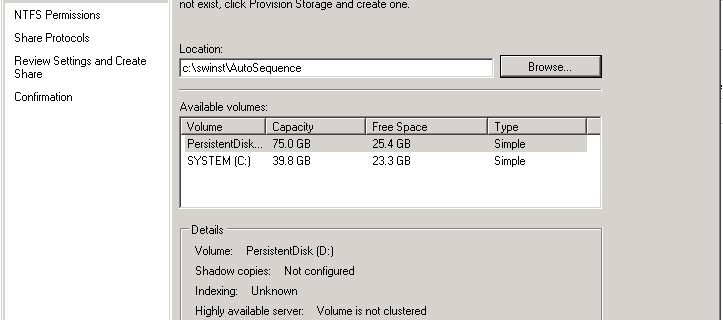 not exist, click Provision Storage and create one.
NTFS Permissions
Share Protocols
Review Settings and Create
Share
Confirmation
Location:
c:\swinst\AutoSequence
Browse...
Available volumes:
Volume Capacity Free Space Type
PersistentDisk... 75.0 GB 25.4 GB Simple
SYSTEM (C:) 39.8 GB 23.3 GB Simple
Details
Volume: PersistentDisk (D:)
Shadow copies: Not configured
Indexing: Unknown
Highly available server: Volume is not clustered